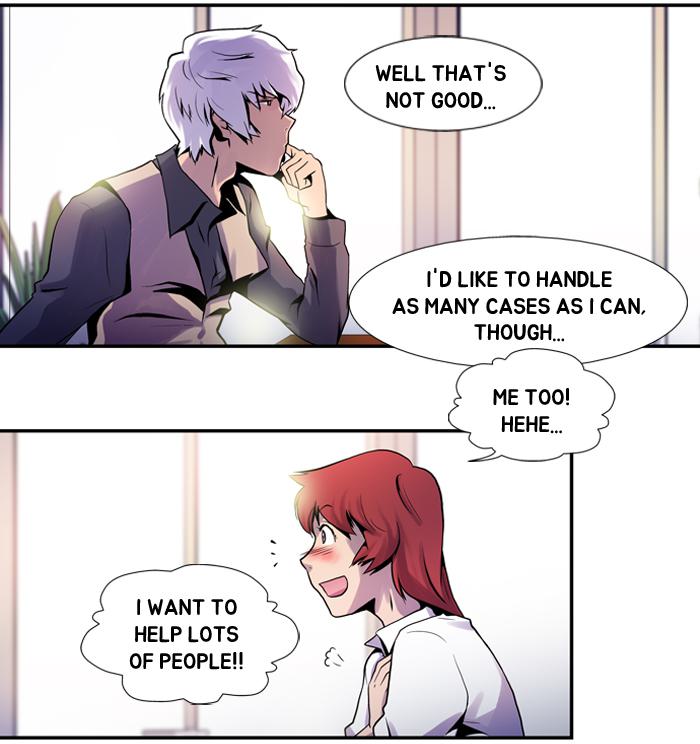 WELL THAT'S
NOT GOOD...
I'D LIKE TO HANDLE
AS MANY CASES AS I CAN,
THOUGH...
ME TOO!
HEHE...
I WANT TO
HELP LOTS
OF PEOPLE!!